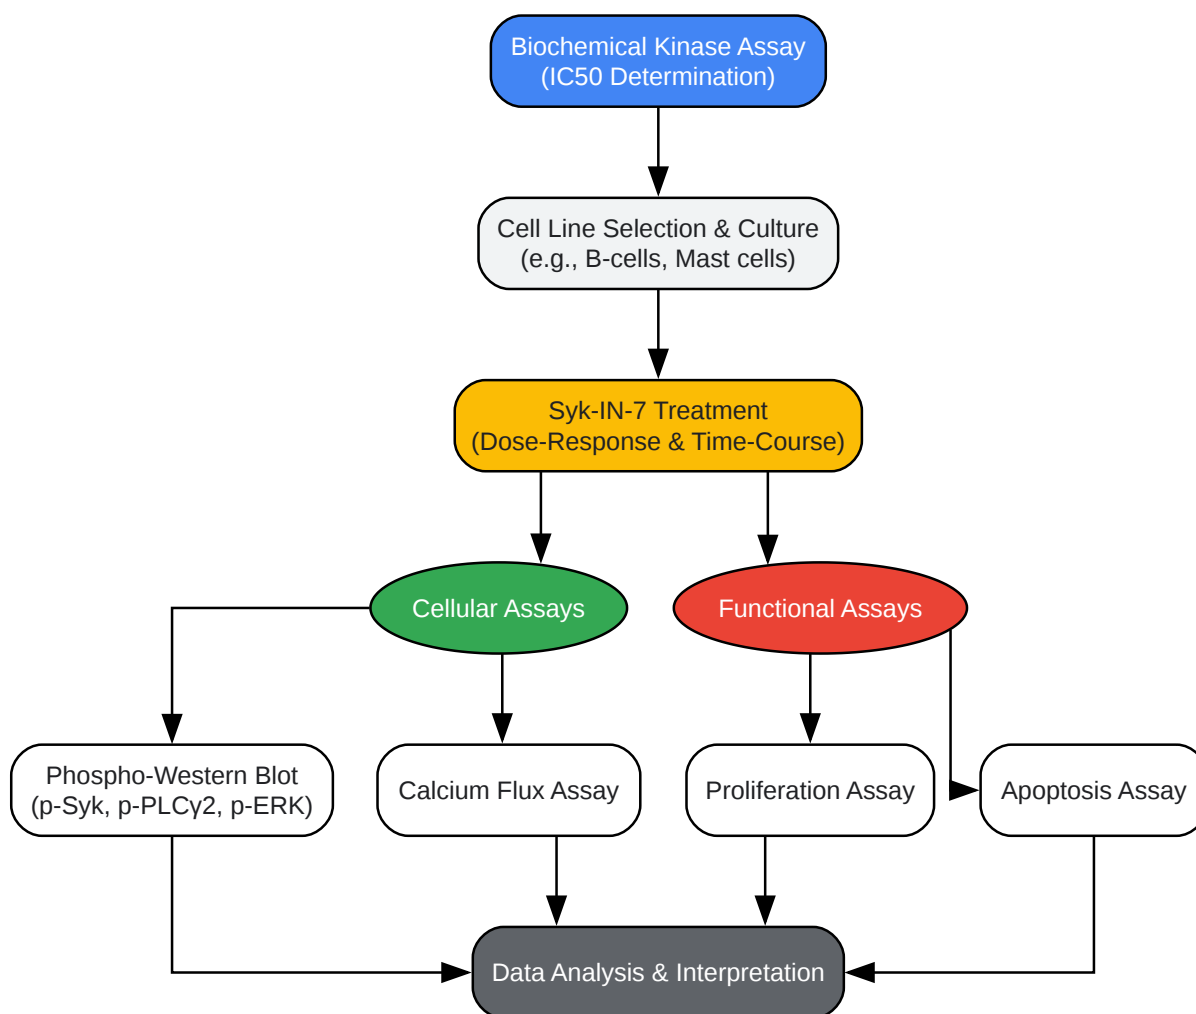 Biochemical Kinase Assay
(IC50 Determination)
Cell Line Selection & Culture
(e.g., B-cells, Mast cells)
Syk-IN-7 Treatment
(Dose-Response & Time-Course)
Cellular Assays
Functional Assays
Phospho-Western Blot
(p-Syk, p-PLCγ2, p-ERK)
Calcium Flux Assay
Proliferation Assay
Apoptosis Assay
Data Analysis & Interpretation